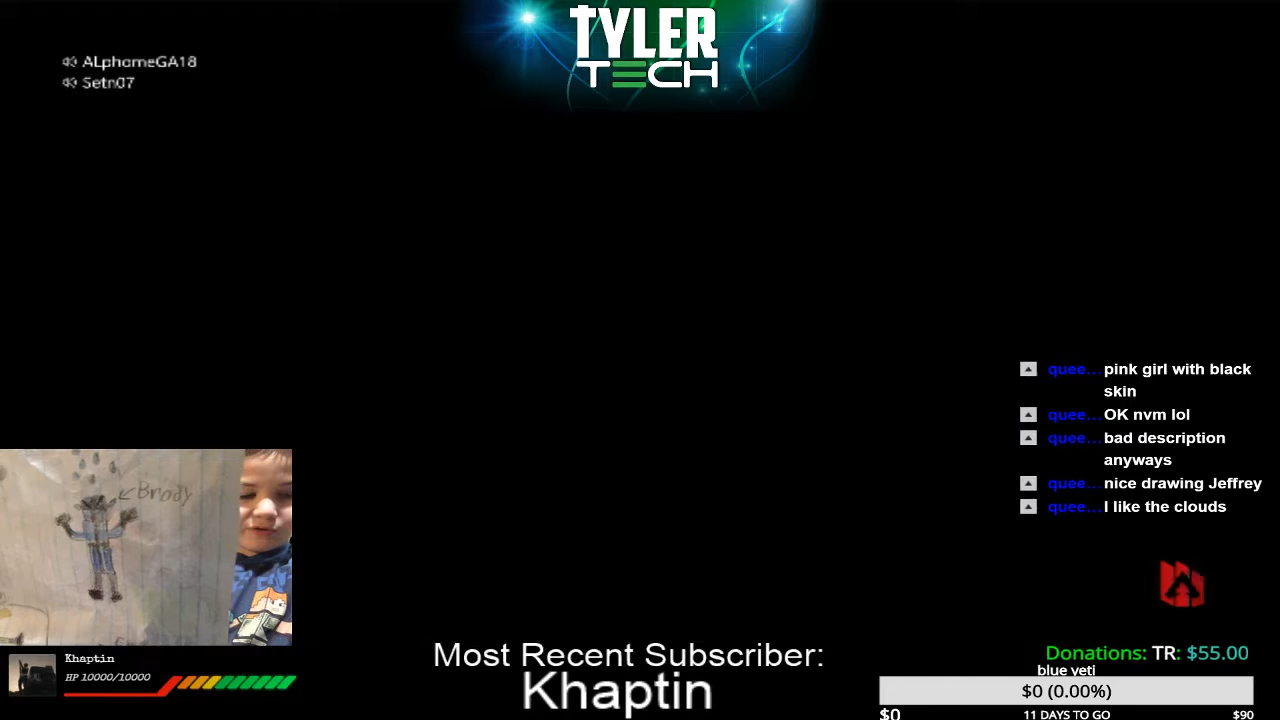 TYLER
TECH
ALphameGA18
Setn07
quee... pink girl with black
skin
quee... OK nvm lol
quee... bad description
anyways
quee... nice drawing Jeffrey
quee... I like the clouds
Brody
Khaptin
HP 10000/10000
Most Recent Subscriber:
Khaptin
Donations: TR: $55.00
blue yeti
$0 (0.00%)
$0 11 DAYS TO GO $90